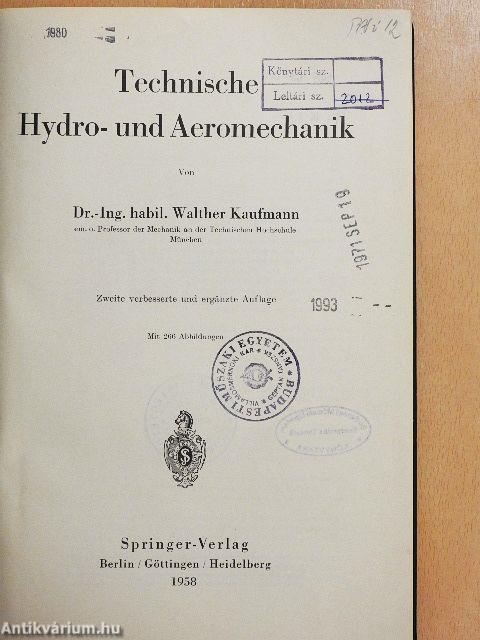 1980
Könytári sz.
Leltári sz. 2012
Technische
Hydro- und Aeromechanik
Von
Dr.-Ing. habil. Walther Kaufmann
em. o. Professor der Mechanik an der Technischen Hochschule
München
1971 SEP 19
Zweite verbesserte und ergänzte Auflage
1993
Mit 266 Abbildungen
BUDAPESTI MŰSZAKI EGYETEM
Springer-Verlag
Berlin / Göttingen / Heidelberg
1958
Antikvárium.hu